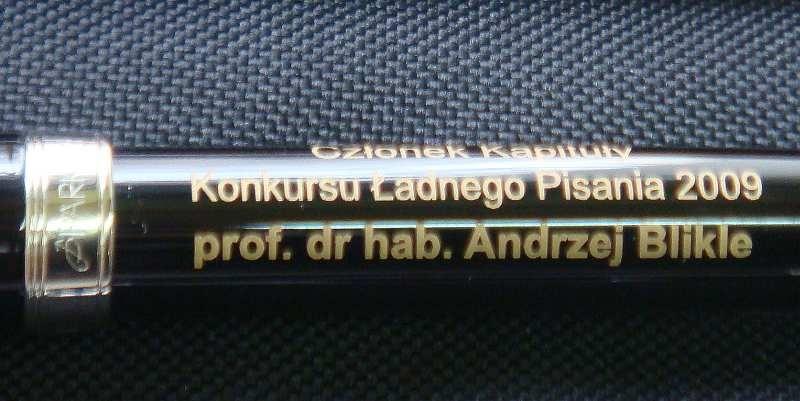 Członek Kapituły
Konkursu Ładnego Pisania 2009
prof. dr hab. Andrzej Blikle